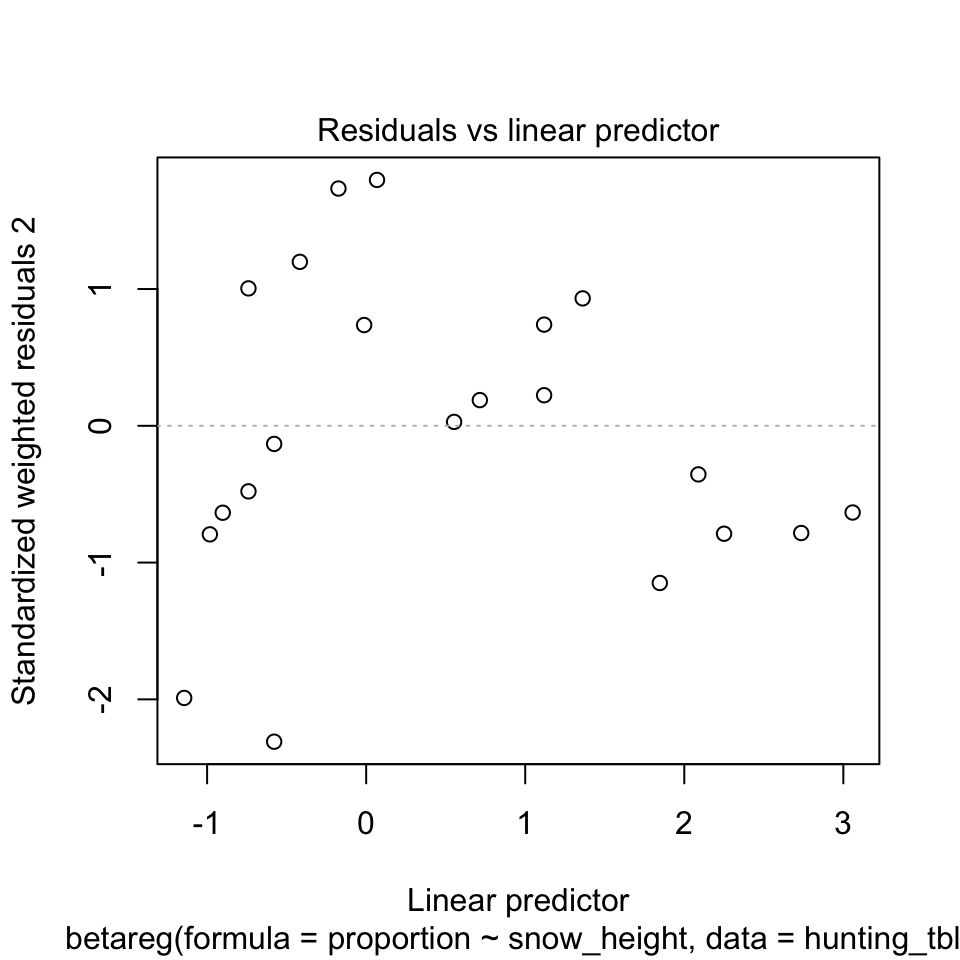 Residuals vs linear predictor
Standardized weighted residuals 2
1
0
-1
-2
-1 0 1 2 3
Linear predictor
betareg(formula = proportion ~ snow_height, data = hunting_tbl